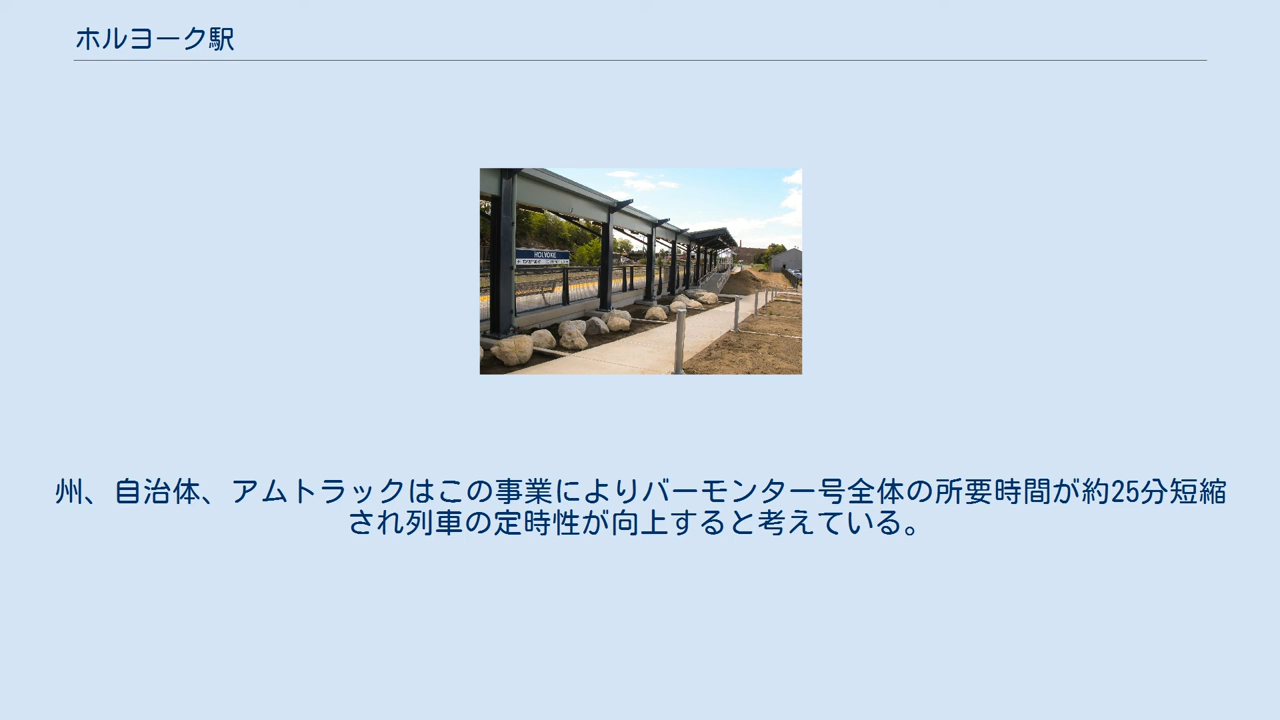 ホルヨーク駅
HOLYOKE
州、自治体、アムトラックはこの事業によりバーモンター号全体の所要時間が約25分短縮
され列車の定時性が向上すると考えている。